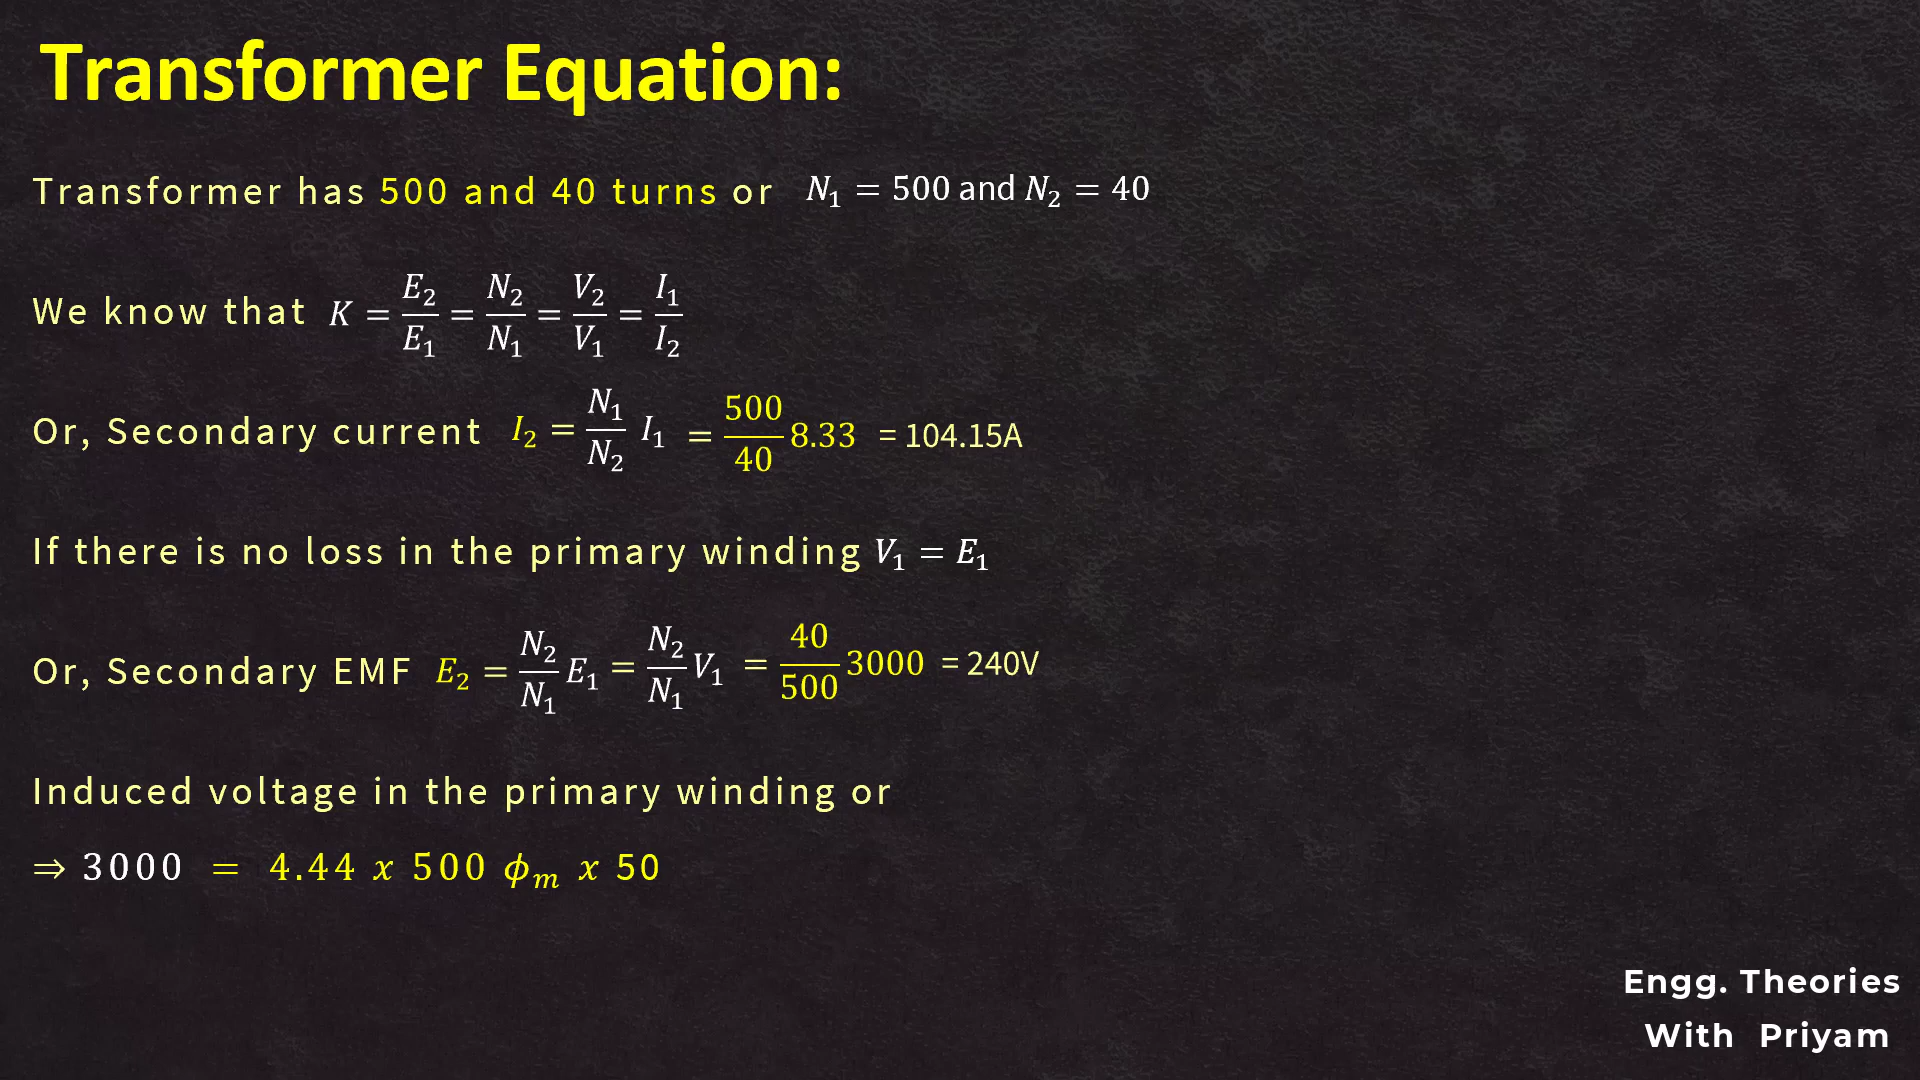 Transformer Equation:
Transformer has 500 and 40 turns or N₁ = 500 and N₂ = 40
We know that K = E₂/E₁ = N₂/N₁ = V₂/V₁ = I₁/I₂
Or, Secondary current I₂ = N₁/N₂ I₁ = 500/40 8.33 = 104.15A
If there is no loss in the primary winding V₁ = E₁
Or, Secondary EMF E₂ = N₂/N₁ E₁ = N₂/N₁ V₁ = 40/500 3000 = 240V
Induced voltage in the primary winding or
⇒ 3000 = 4.44 x 500 ϕₘ x 50
Engg. Theories
With Priyam